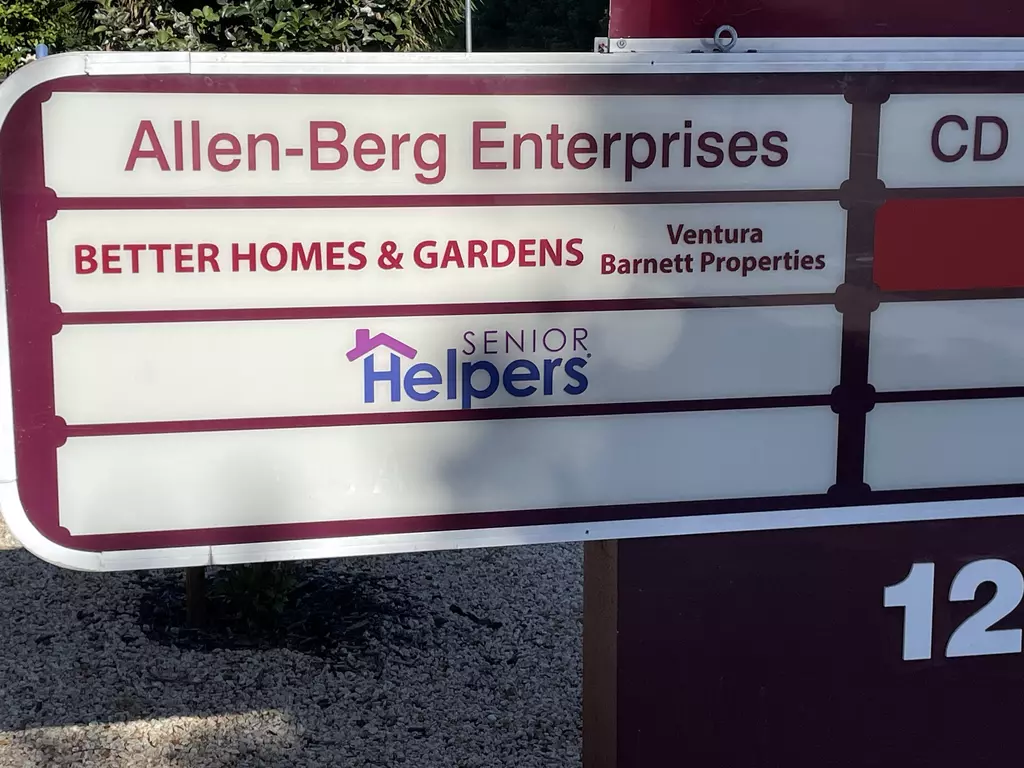 Allen-Berg Enterprises
CD
BETTER HOMES & GARDENS
Ventura
Barnett Properties
SENIOR
Helpers
12